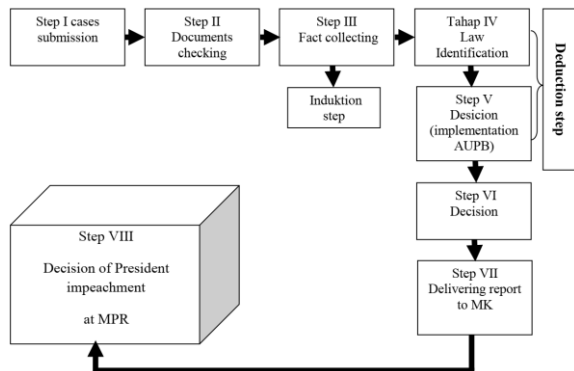 Step I cases
submission
Step II
Documents
checking
Step III
Fact collecting
Tahap IV
Law
Identification
Deduction step
Induktion
step
Step V
Desicion
(implementation
AUPB)
Step VI
Decision
Step VII
Delivering report
to MK
Step VIII
Decision of President
impeachment
at MPR